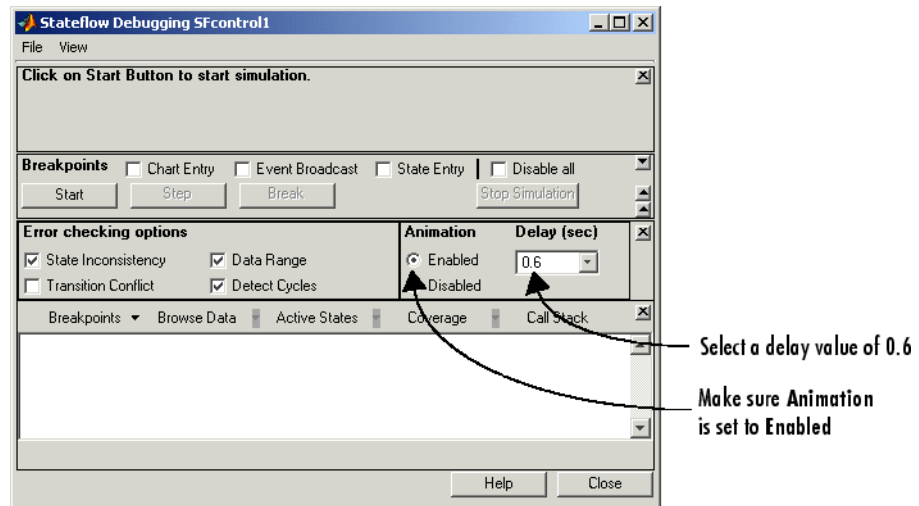 Stateflow Debugging SFcontrol1
File View
Click on Start Button to start simulation.
Breakpoints Chart Entry Event Broadcast State Entry Disable all
Start Step Break Stop Simulation
Error checking options Animation Delay (sec)
State Inconsistency Data Range Enabled 0.6
Transition Conflict Detect Cycles Disabled
Breakpoints Browse Data Active States Coverage Call Stack
Select a delay value of 0.6
Make sure Animation
is set to Enabled
Help Close